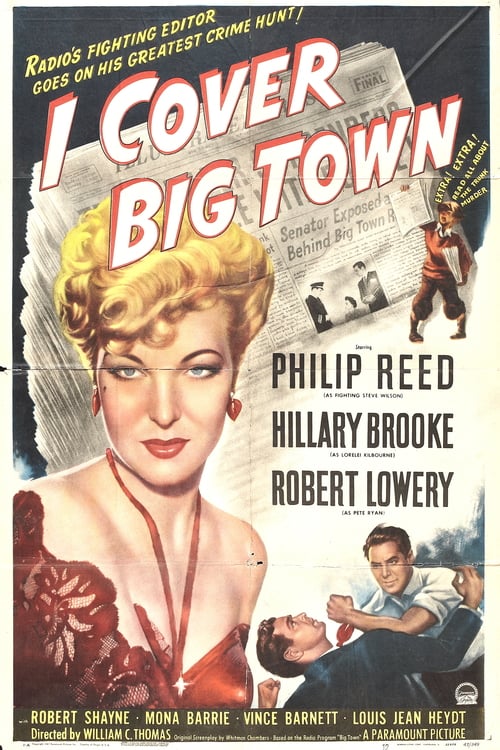 RADIO'S FIGHTING EDITOR
GOES ON HIS GREATEST CRIME HUNT!
I COVER
BIG TOWN
FINAL
Senator Exposed a
Behind Big Town R
EXTRA! EXTRA!
READ ALL ABOUT
THE TRUNK
MURDER
Starring
PHILIP REED
(AS FIGHTING STEVE WILSON)
HILLARY BROOKE
(AS LORELEI KILBOURNE)
ROBERT LOWERY
(AS PETE RYAN)
WITH ROBERT SHAYNE · MONA BARRIE · VINCE BARNETT · LOUIS JEAN HEYDT
Directed by WILLIAM C. THOMAS Original Screenplay by Whitman Chambers · Based on the Radio Program "Big Town" · A PARAMOUNT PICTURE